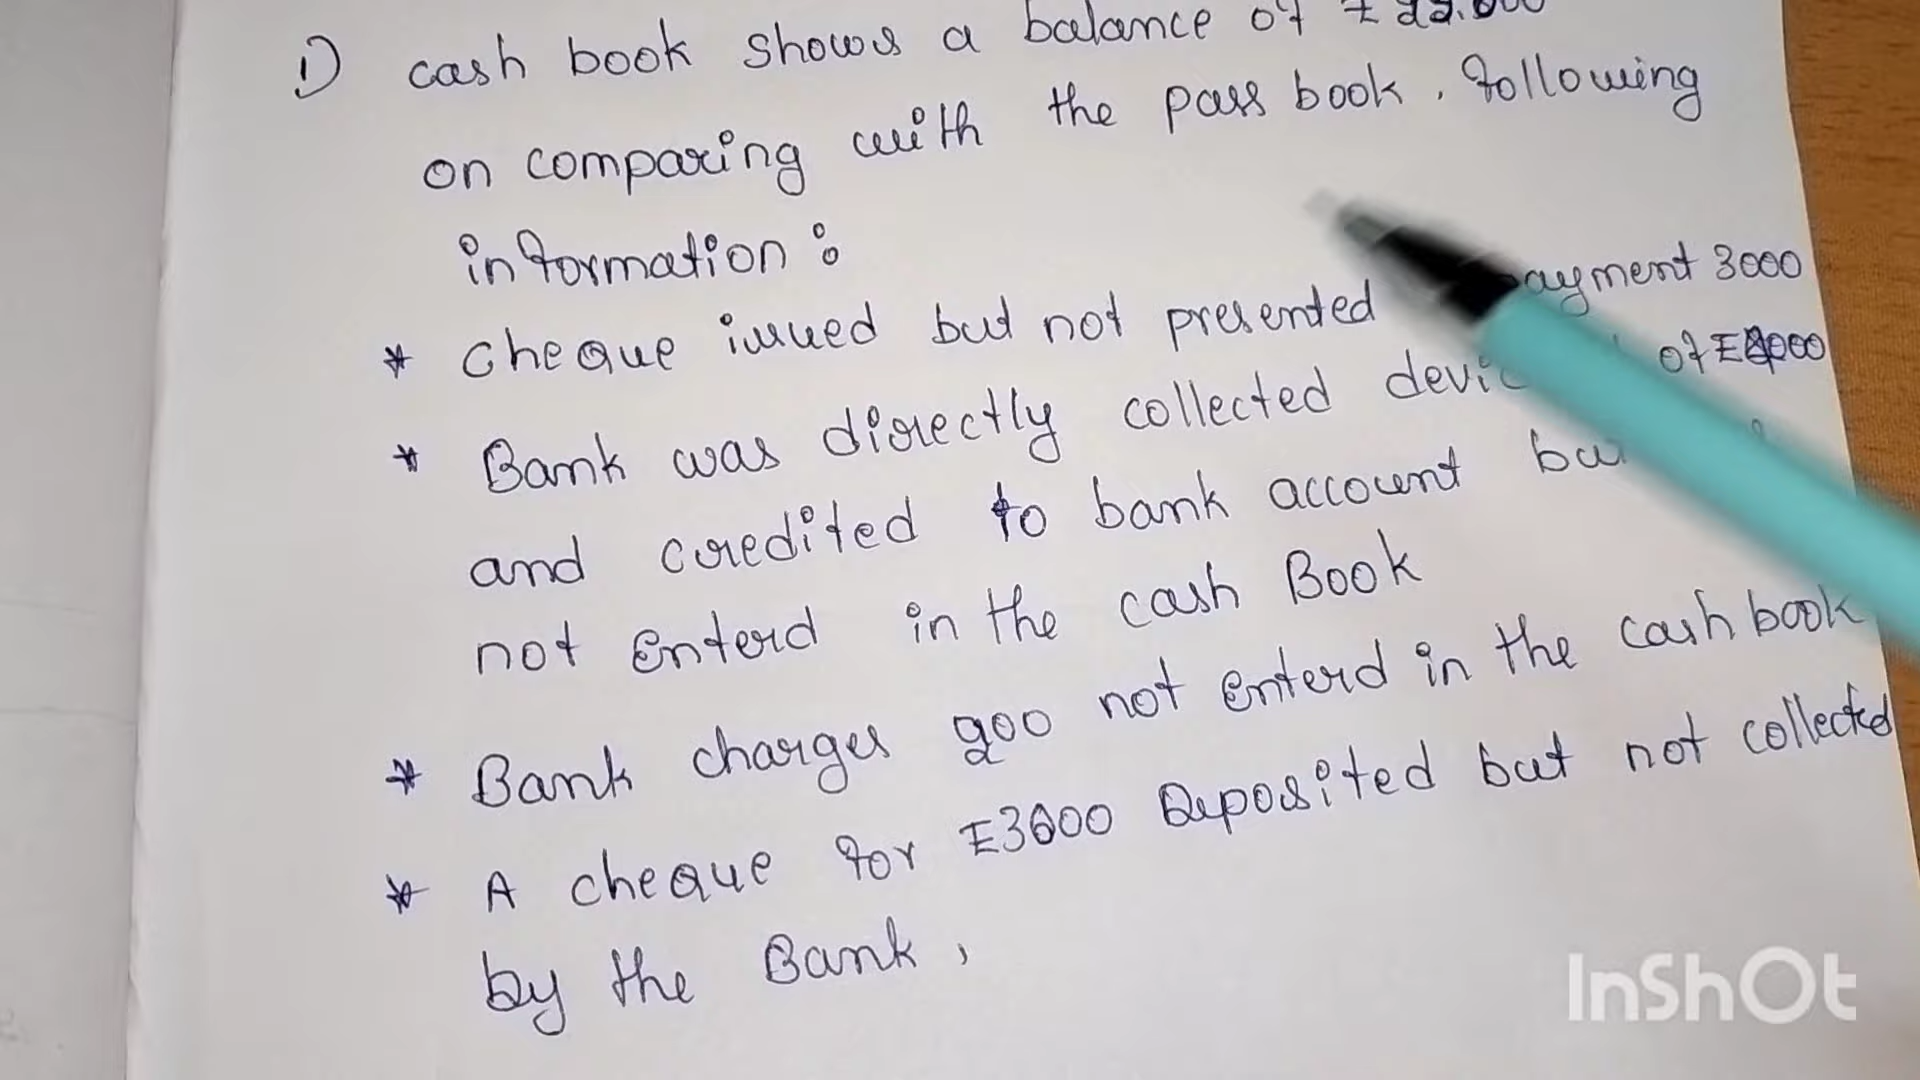 1) cash book shows a balance of ₹
on comparing with the pass book. following
information :
* cheque issued but not presented payment 3000
* Bank was directly collected of ₹
and credited to bank account
not enterd in the cash Book
* Bank charges not enterd in the cash book
* A cheque for ₹3600 Deposited but not collected
by the Bank,
InShOt